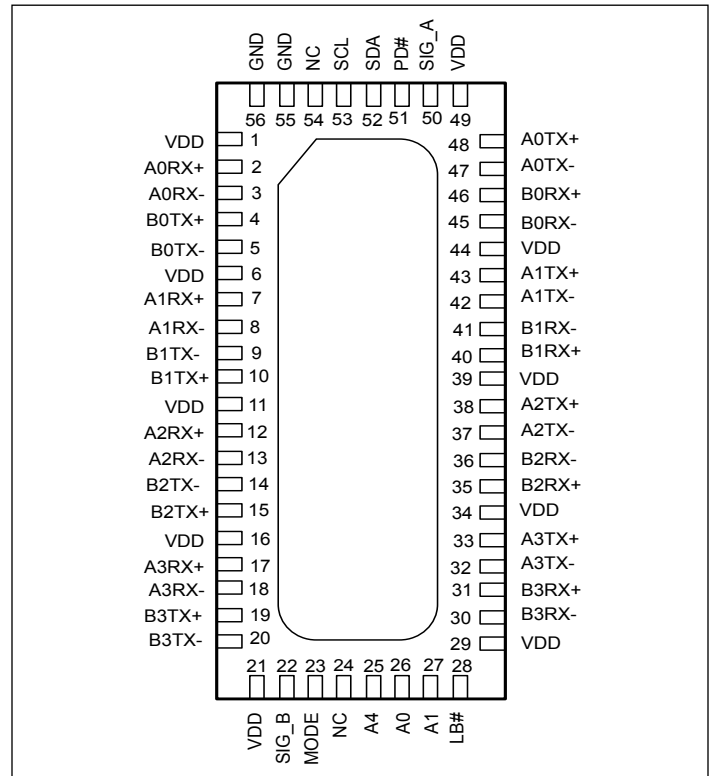 GND GND NC SCL SDA PD# SIG_A VDD
56 55 54 53 52 51 50 49
VDD 1 48 A0TX+
A0RX+ 2 47 A0TX-
A0RX- 3 46 B0RX+
B0TX+ 4 45 B0RX-
B0TX- 5 44 VDD
VDD 6 43 A1TX+
A1RX+ 7 42 A1TX-
A1RX- 8 41 B1RX-
B1TX- 9 40 B1RX+
B1TX+ 10 39 VDD
VDD 11 38 A2TX+
A2RX+ 12 37 A2TX-
A2RX- 13 36 B2RX-
B2TX- 14 35 B2RX+
B2TX+ 15 34 VDD
VDD 16 33 A3TX+
A3RX+ 17 32 A3TX-
A3RX- 18 31 B3RX+
B3TX+ 19 30 B3RX-
B3TX- 20 29 VDD
21 22 23 24 25 26 27 28
VDD SIG_B MODE NC A4 A0 A1 LB#